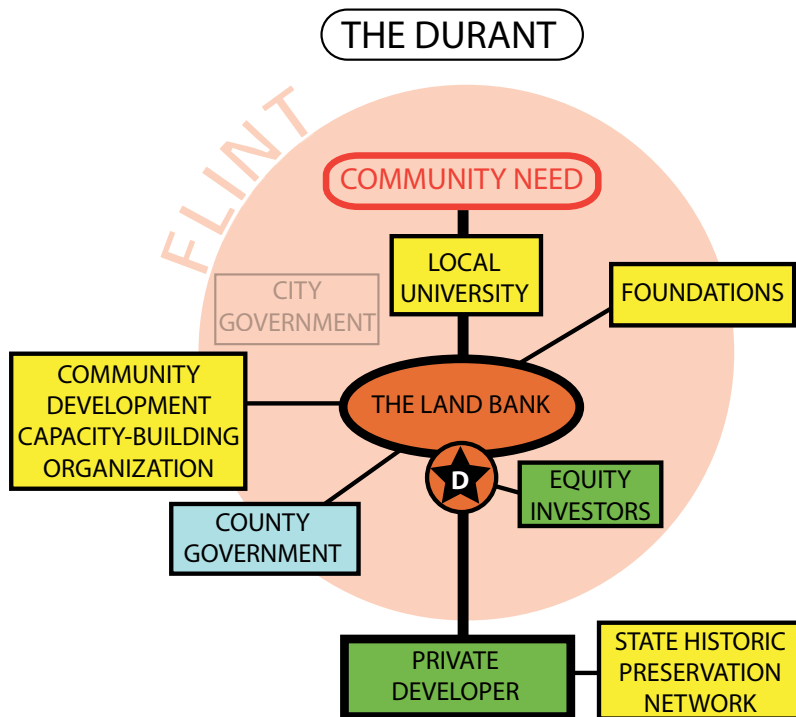 THE DURANT
FLINT
COMMUNITY NEED
LOCAL
UNIVERSITY
FOUNDATIONS
CITY
GOVERNMENT
COMMUNITY
DEVELOPMENT
CAPACITY-BUILDING
ORGANIZATION
THE LAND BANK
D
EQUITY
INVESTORS
COUNTY
GOVERNMENT
PRIVATE
DEVELOPER
STATE HISTORIC
PRESERVATION
NETWORK